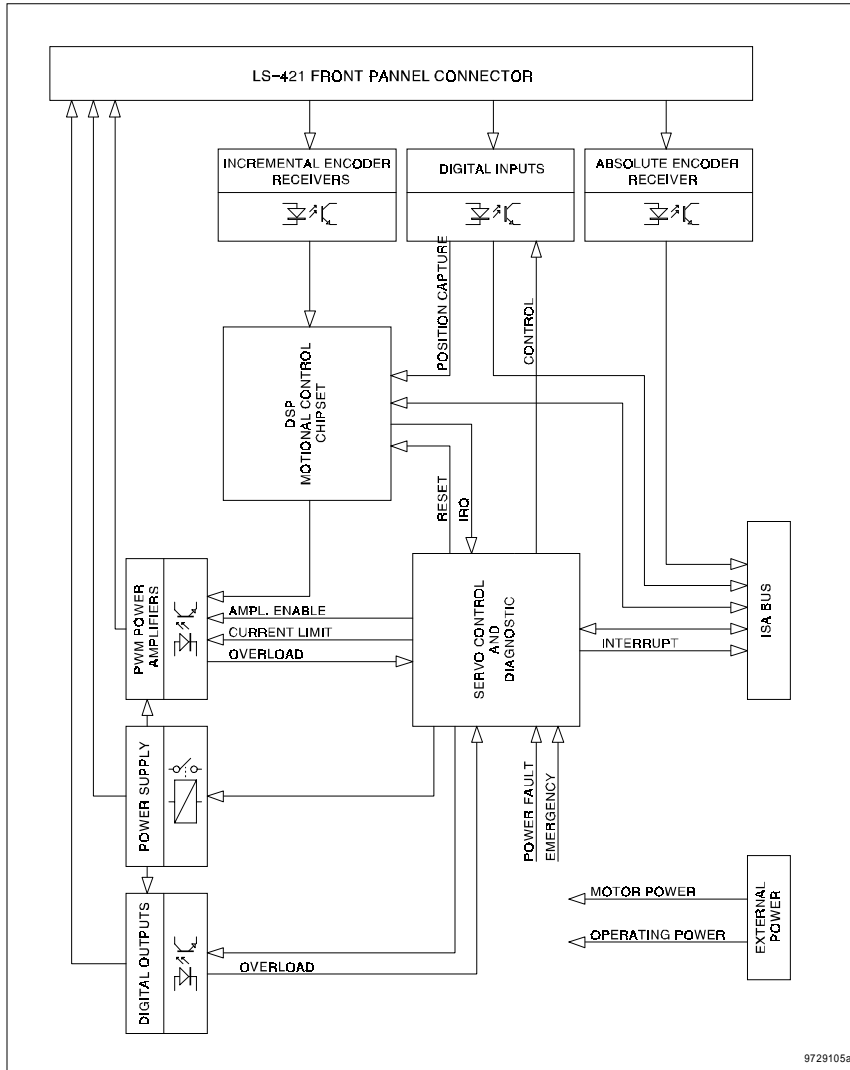 LS-421 FRONT PANNEL CONNECTOR
INCREMENTAL ENCODER
RECEIVERS
DIGITAL INPUTS
ABSOLUTE ENCODER
RECEIVER
POSITION CAPTURE
CONTROL
DSP
MOTIONAL CONTROL
CHIPSET
RESET
IRQ
PWM POWER
AMPLIFIERS
AMPL. ENABLE
CURRENT LIMIT
OVERLOAD
SERVO CONTROL
AND
DIAGNOSTIC
INTERRUPT
ISA BUS
POWER SUPPLY
POWER FAULT
EMERGENCY
DIGITAL OUTPUTS
OVERLOAD
MOTOR POWER
OPERATING POWER
EXTERNAL
POWER
9729105a